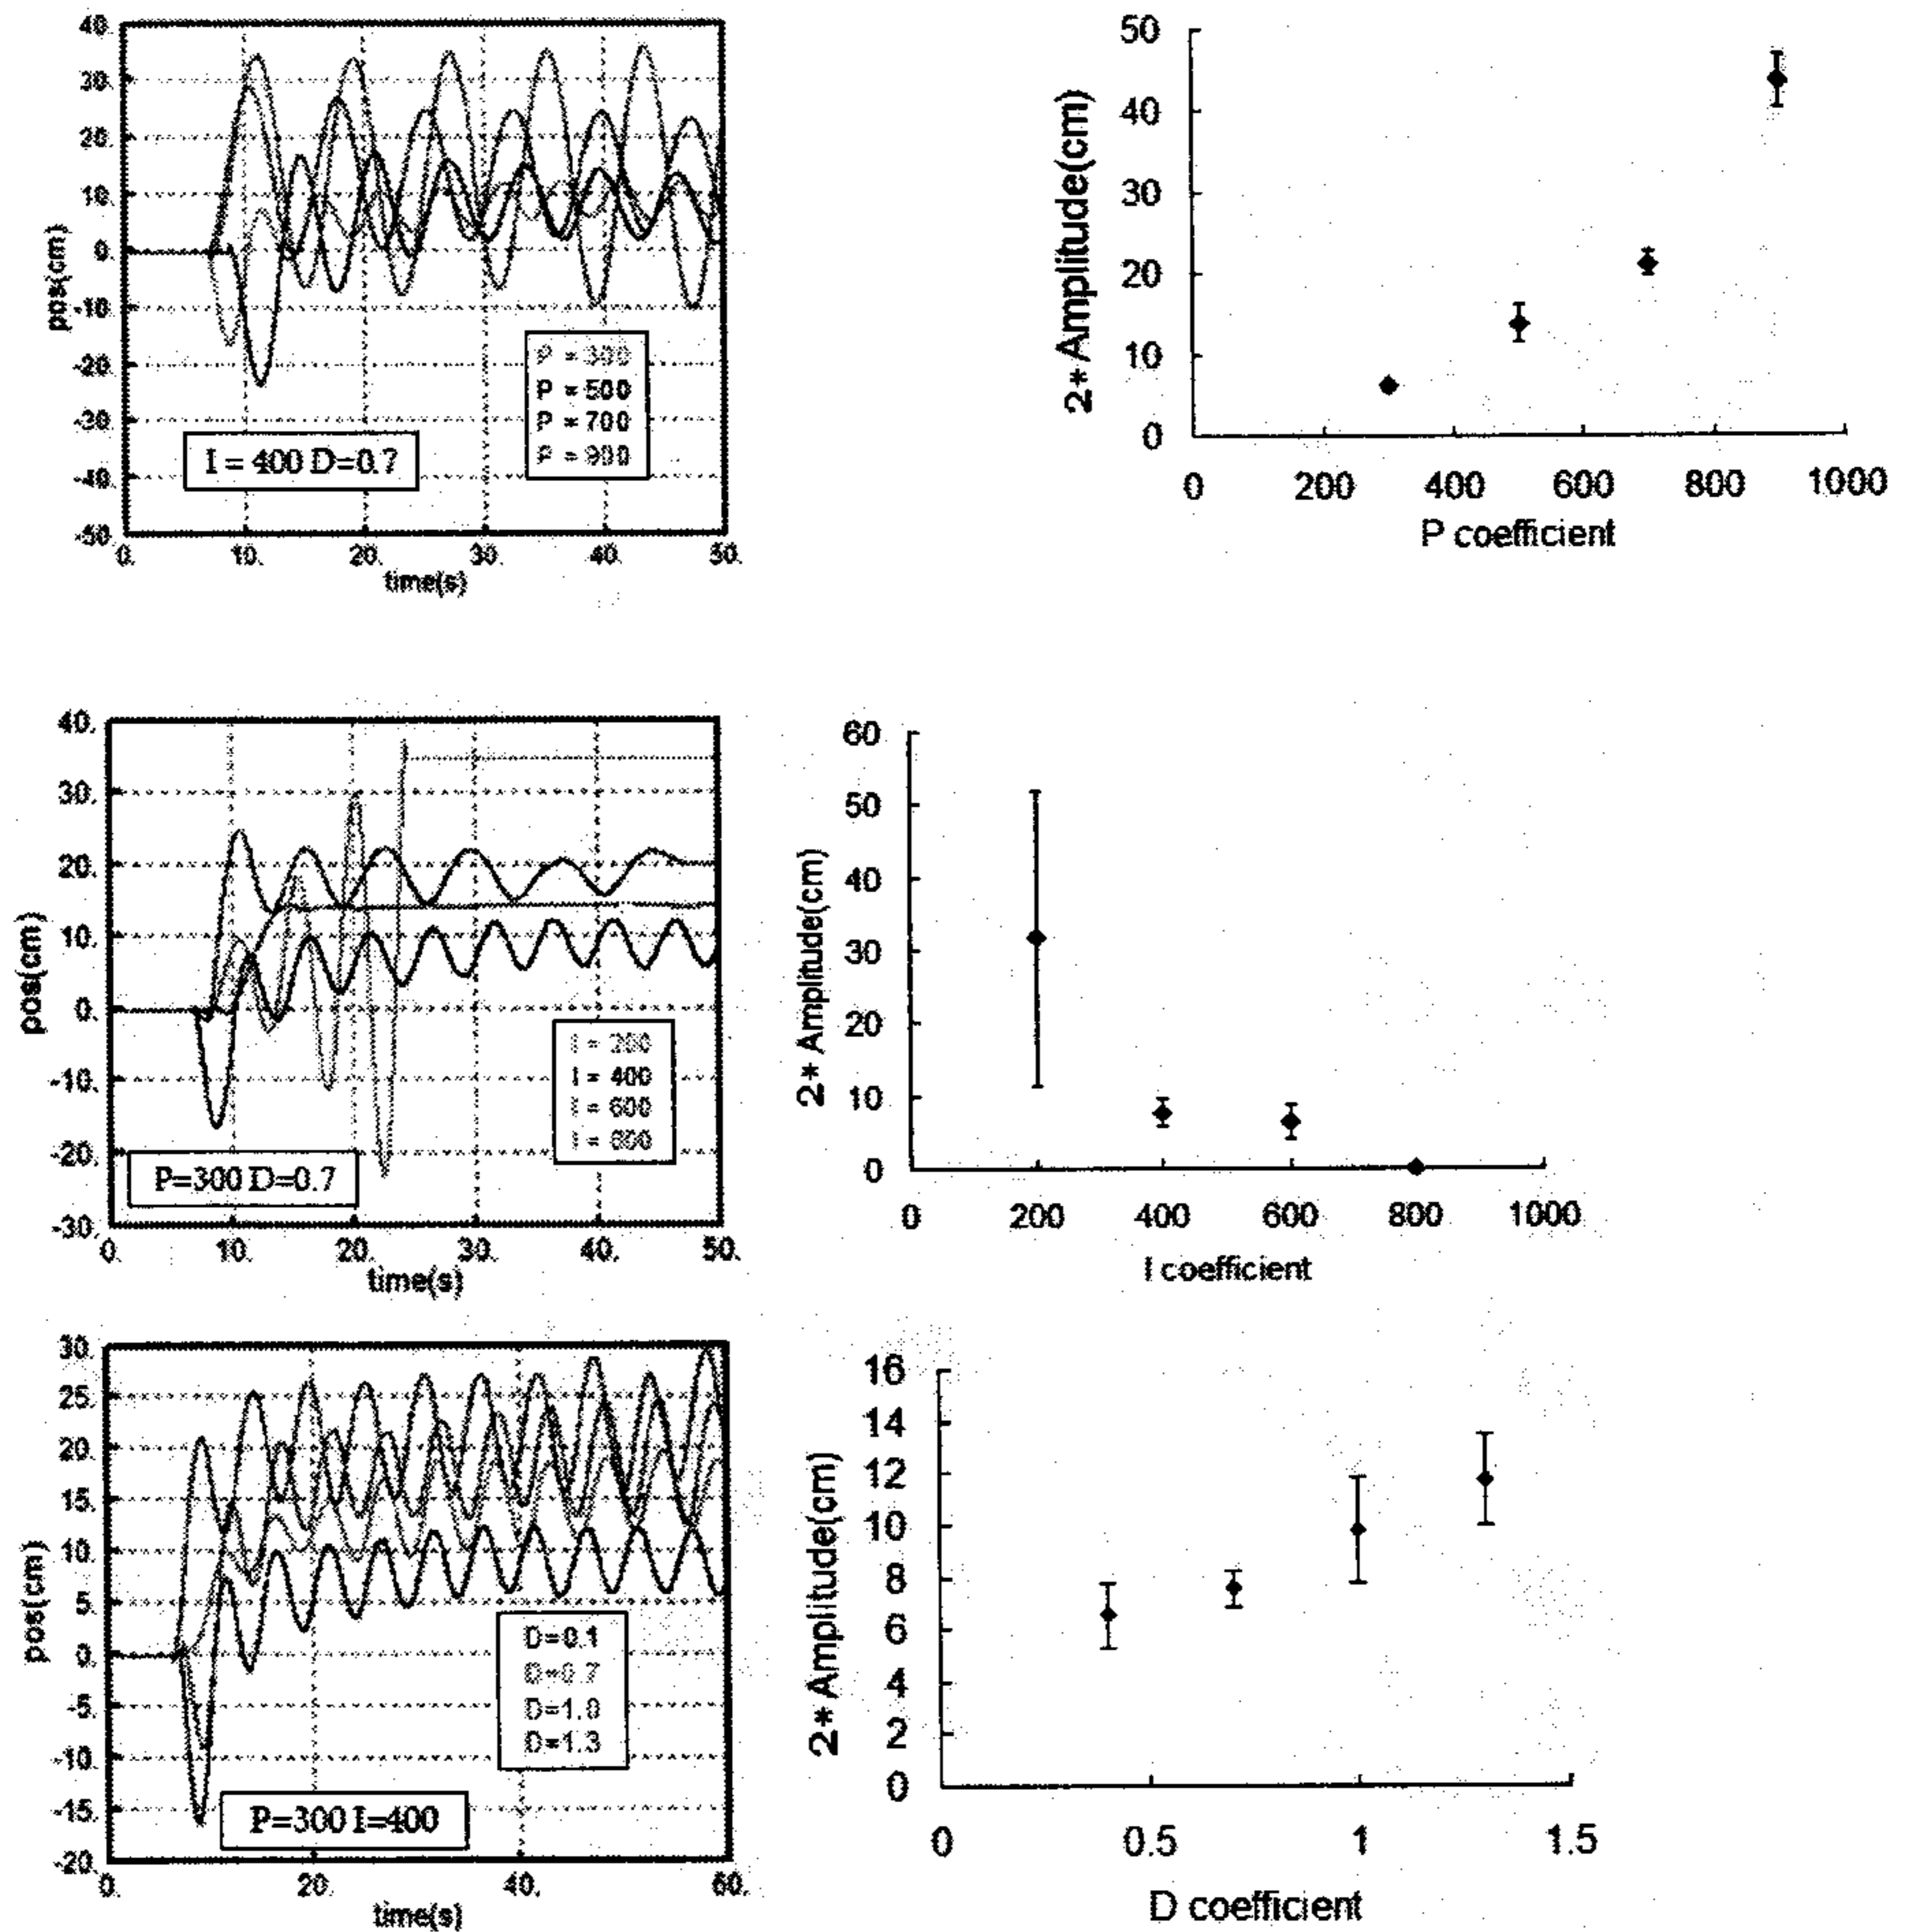 40.
30.
20.
10.
0.
-10.
-20.
-30.
-40.
-50.
pos(cm)
P = 300
P = 500
P = 700
P = 900
I = 400 D=0.7
0. 10. 20. 30. 40. 50.
time(s)
50
40
30
20
10
0
2* Amplitude(cm)
0 200 400 600 800 1000
P coefficient
40.
30.
20.
10.
0.
-10.
-20.
-30.
pos(cm)
I = 200
I = 400
I = 600
I = 800
P=300 D=0.7
0. 10. 20. 30. 40. 50.
time(s)
60
50
40
30
20
10
0
2* Amplitude(cm)
0 200 400 600 800 1000
I coefficient
30.
25.
20.
15.
10.
5.
0.
-5.
-10.
-15.
-20.
pos(cm)
D=0.7
D=1.0
D=1.3
P=300 I=400
0. 20. 40. 60.
time(s)
16
14
12
10
8
6
4
2
0
2* Amplitude(cm)
0 0.5 1 1.5
D coefficient